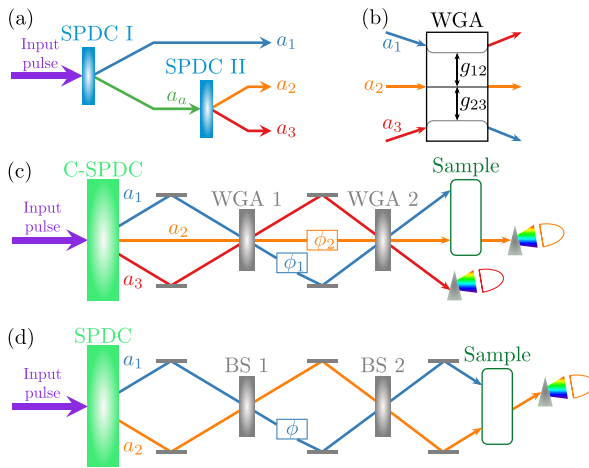 (a)
SPDC I
Input
pulse
a₁
SPDC II
aₐ
a₂
a₃
(b)
WGA
a₁
g₁₂
a₂
g₂₃
a₃
(c)
C-SPDC
Input
pulse
a₁
a₂
a₃
WGA 1
ϕ₂
ϕ₁
WGA 2
Sample
(d)
SPDC
Input
pulse
a₁
a₂
BS 1
ϕ
BS 2
Sample